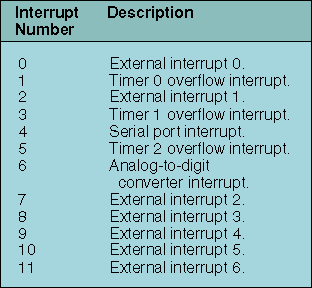 Interrupt Description
Number
0 External interrupt 0.
1 Timer 0 overflow interrupt.
2 External interrupt 1.
3 Timer 1 overflow interrupt.
4 Serial port interrupt.
5 Timer 2 overflow interrupt.
6 Analog-to-digit
converter interrupt.
7 External interrupt 2.
8 External interrupt 3.
9 External interrupt 4.
10 External interrupt 5.
11 External interrupt 6.